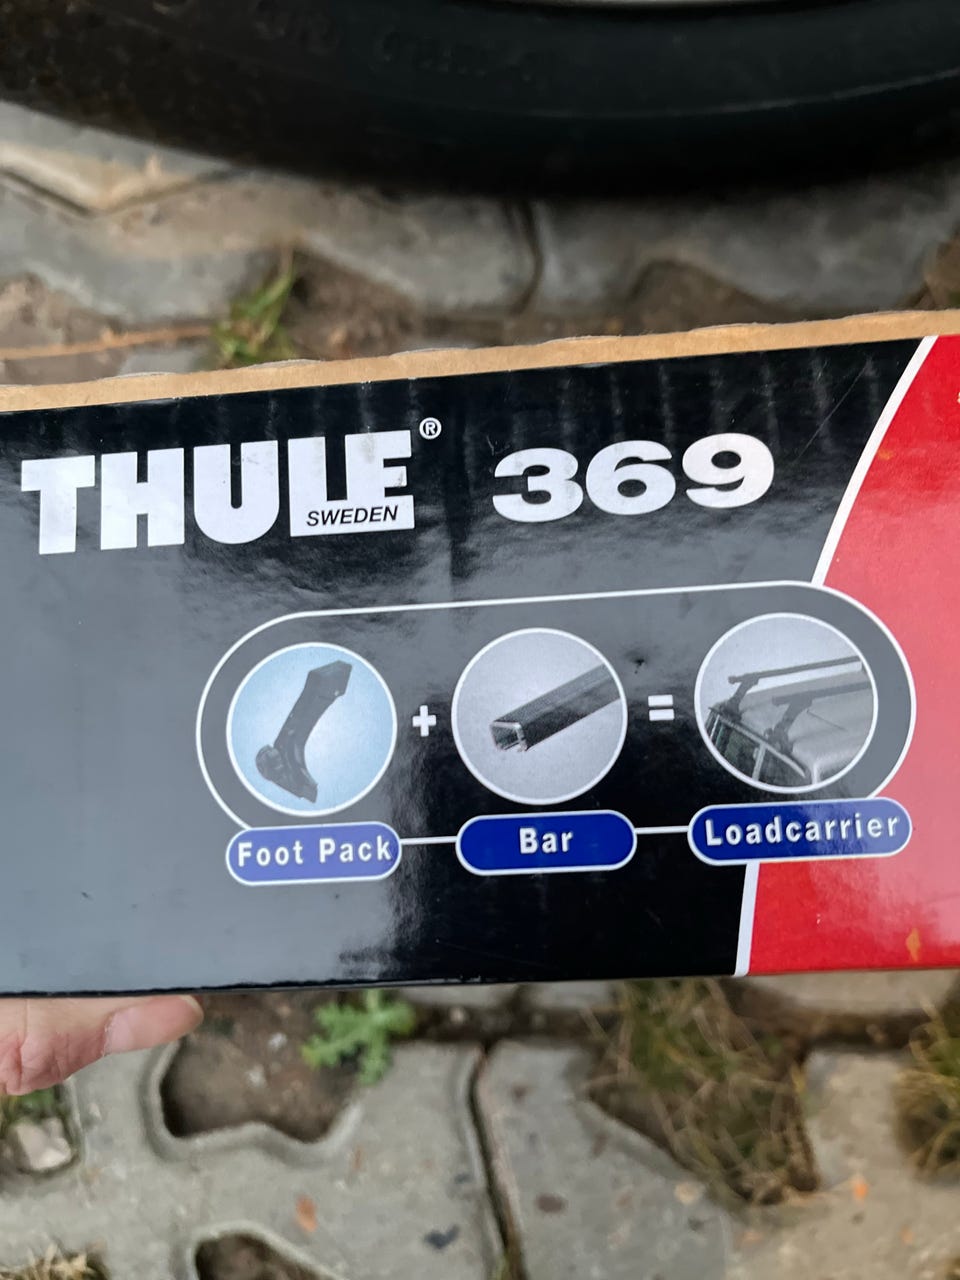 THULE® 369
SWEDEN
+ =
Foot Pack Bar Loadcarrier